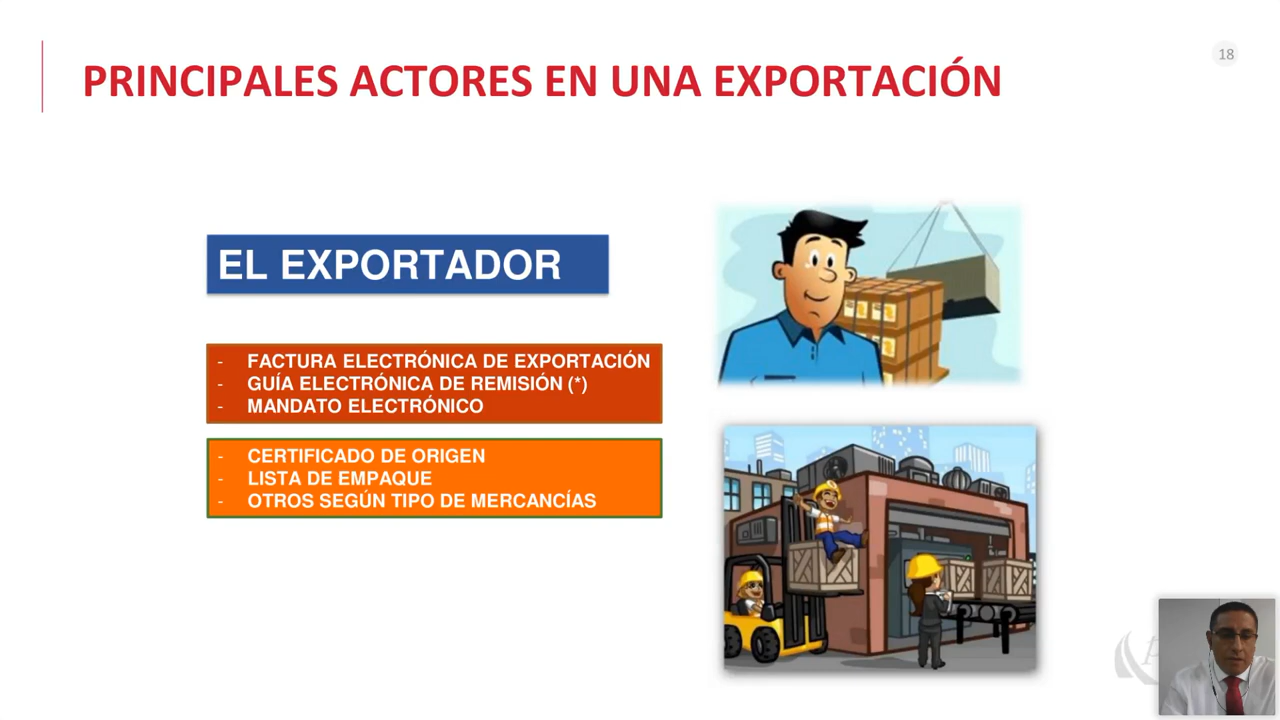 PRINCIPALES ACTORES EN UNA EXPORTACIÓN
18
EL EXPORTADOR
- FACTURA ELECTRÓNICA DE EXPORTACIÓN
- GUÍA ELECTRÓNICA DE REMISIÓN (*)
- MANDATO ELECTRÓNICO
- CERTIFICADO DE ORIGEN
- LISTA DE EMPAQUE
- OTROS SEGÚN TIPO DE MERCANCÍAS